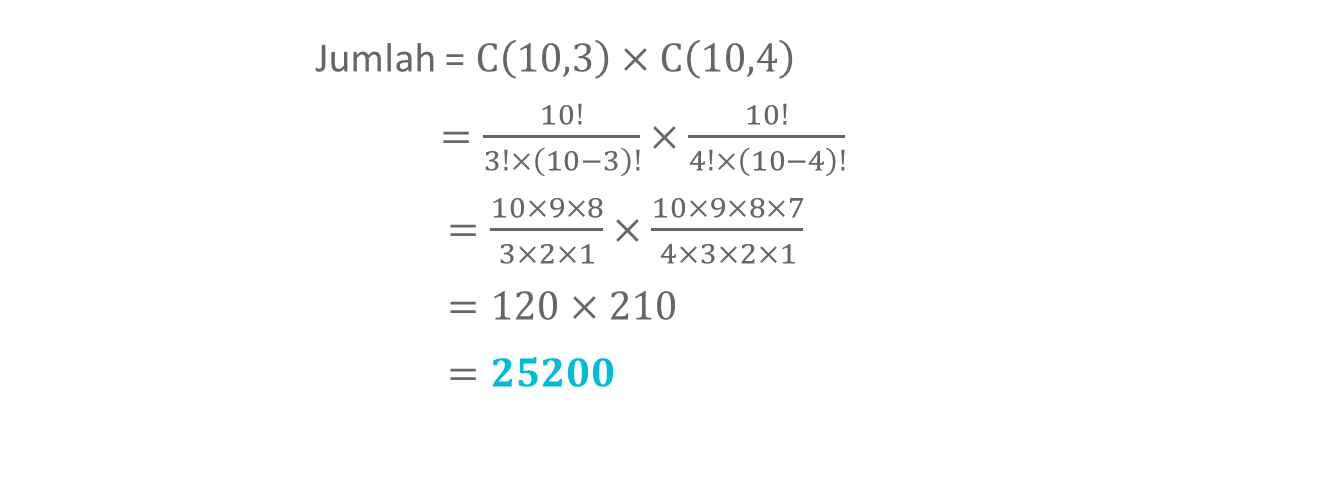 Jumlah = C(10,3) × C(10,4)
= 10!/3!×(10−3)! × 10!/4!×(10−4)!
= 10×9×8/3×2×1 × 10×9×8×7/4×3×2×1
= 120 × 210
= 25200